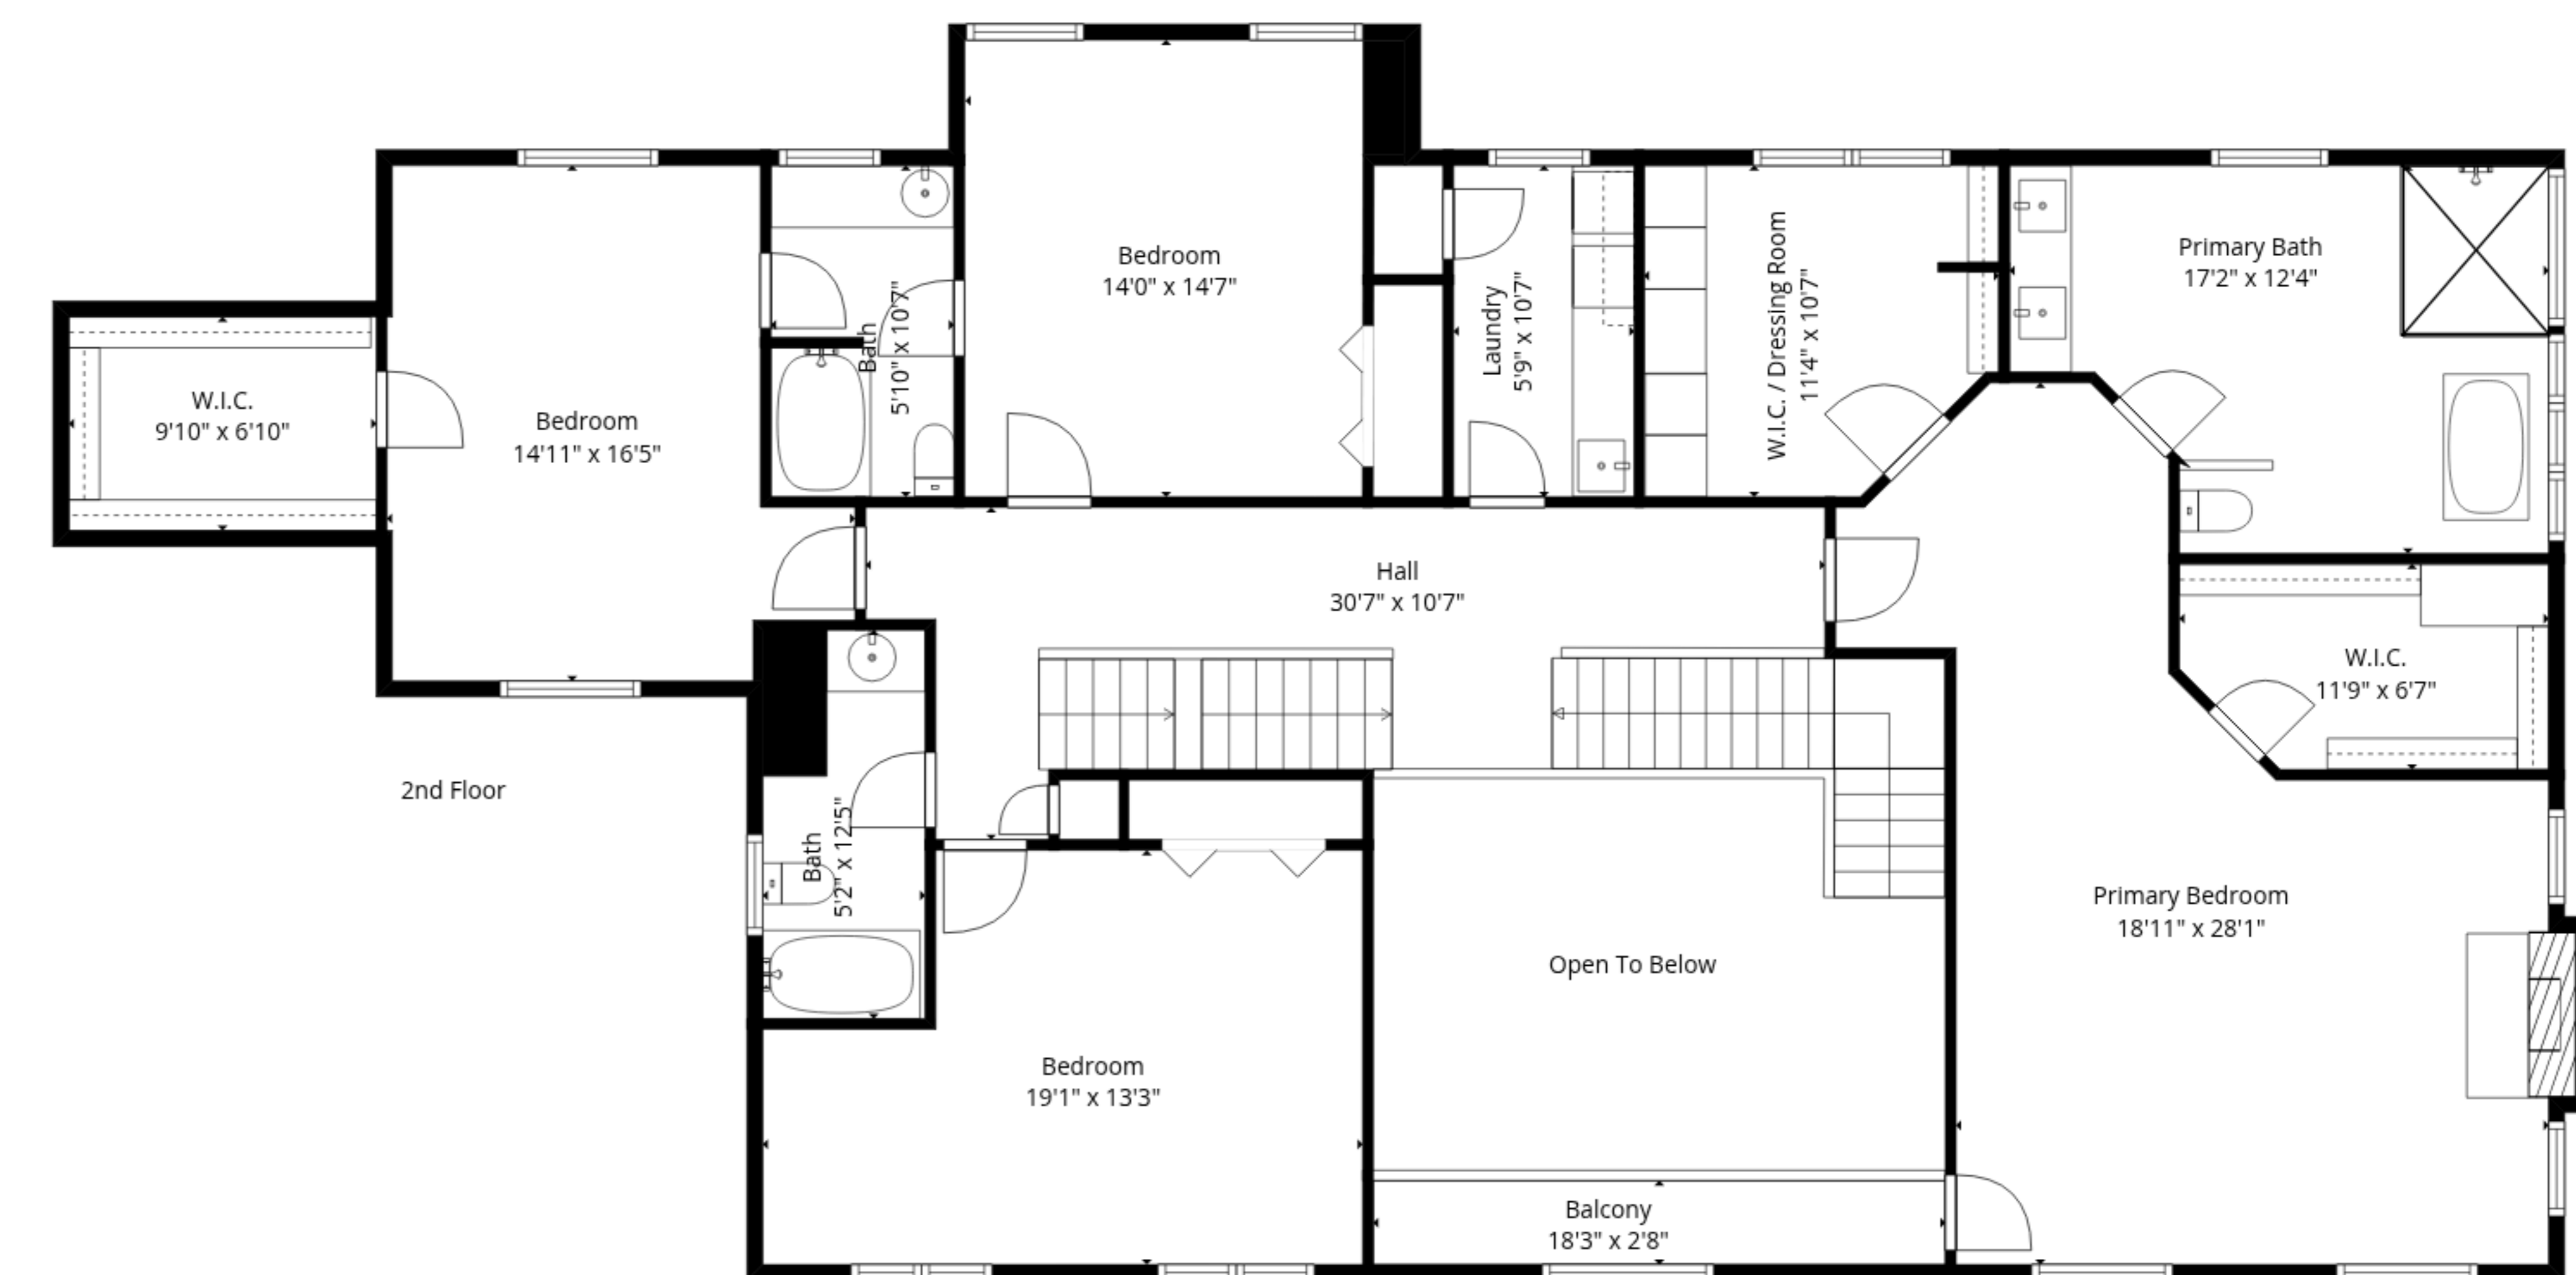 Bedroom
14'0" x 14'7"
Primary Bath
17'2" x 12'4"
W.I.C. / Dressing Room
11'4" x 10'7"
Laundry
5'9" x 10'7"
Bath
5'10" x 10'7"
W.I.C.
9'10" x 6'10"
Bedroom
14'11" x 16'5"
Hall
30'7" x 10'7"
W.I.C.
11'9" x 6'7"
2nd Floor
Bath
5'2" x 12'5"
Primary Bedroom
18'11" x 28'1"
Open To Below
Bedroom
19'1" x 13'3"
Balcony
18'3" x 2'8"